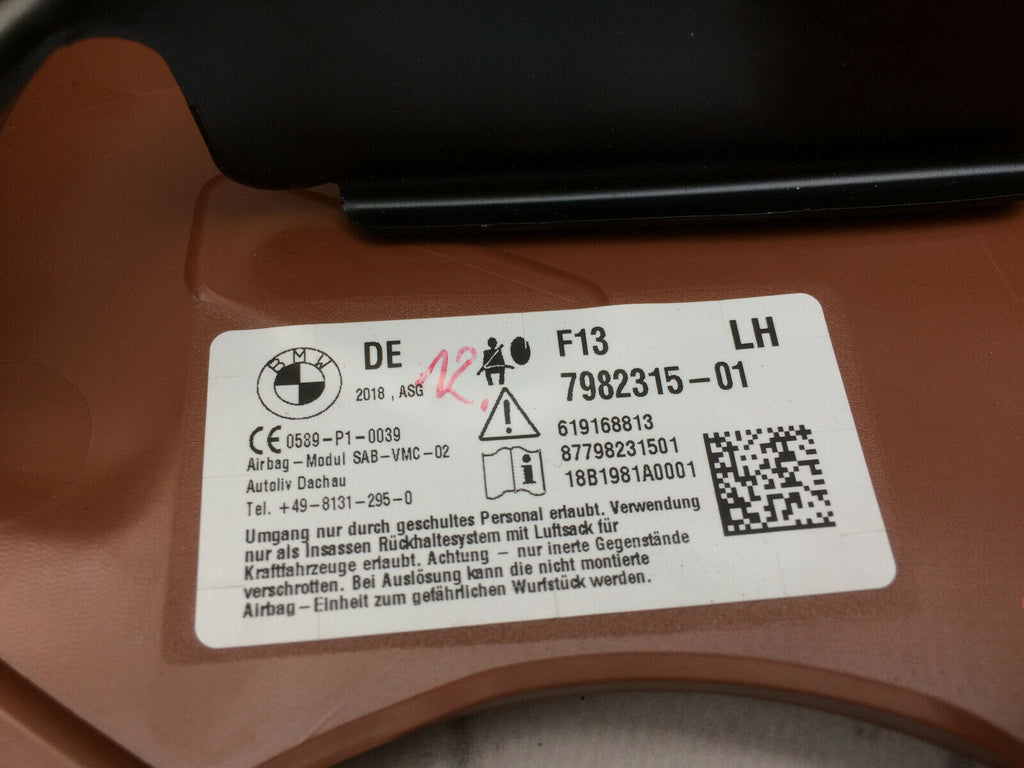 BMW
DE
F13
LH
2018 , ASG
12.
7982315-01
CE 0589-P1-0039
619168813
Airbag-Modul SAB-VMC-02
87798231501
Autoliv Dachau
18B1981A0001
Tel. +49-8131-295-0
Umgang nur durch geschultes Personal erlaubt. Verwendung
nur als Insassen Rückhaltesystem mit Luftsack für
Kraftfahrzeuge erlaubt. Achtung - nur inerte Gegenstände
verschrotten. Bei Auslösung kann die nicht montierte
Airbag-Einheit zum gefährlichen Wurfstück werden.